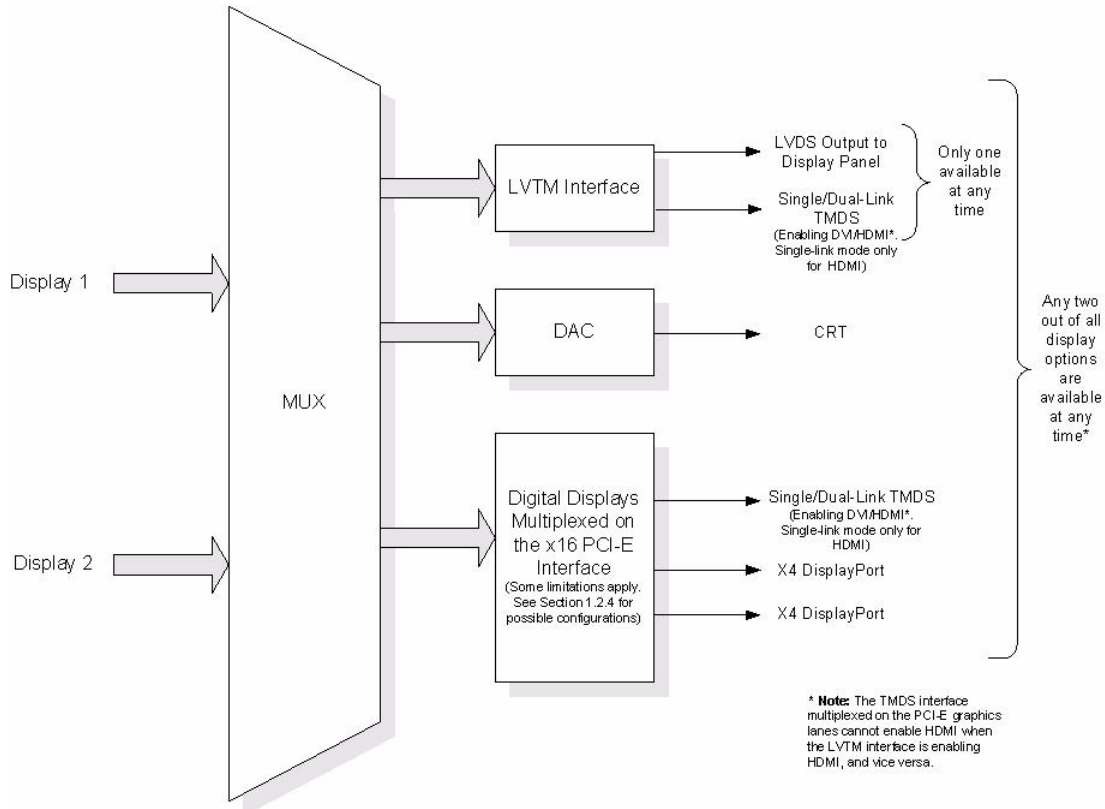 Display 1
Display 2
MUX
LVTM Interface
LVDS Output to
Display Panel
Single/Dual-Link
TMDS
(Enabling DVI/HDMI*.
Single-link mode only
for HDMI)
Only one
available
at any
time
DAC
CRT
Digital Displays
Multiplexed on
the x16 PCI-E
Interface
(Some limitations apply.
See Section 1.2.4 for
possible configurations)
Single/Dual-Link TMDS
(Enabling DVI/HDMI*.
Single-link mode only for
HDMI)
X4 DisplayPort
X4 DisplayPort
Any two
out of all
display
options
are
available
at any
time*
* Note: The TMDS interface
multiplexed on the PCI-E graphics
lanes cannot enable HDMI when
the LVTM interface is enabling
HDMI, and vice versa.